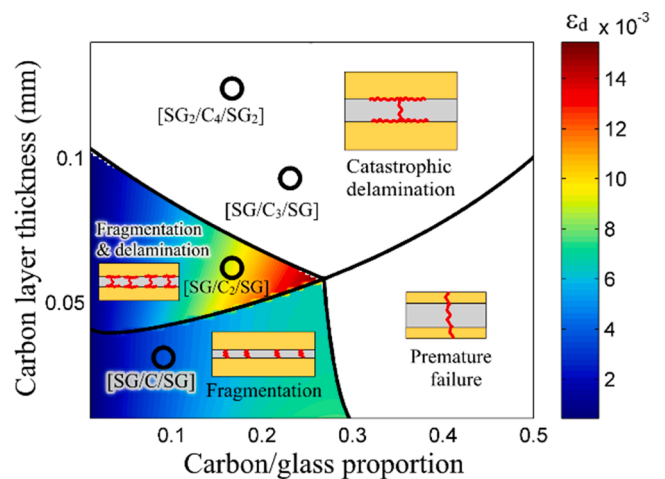 εd x 10⁻³
[SG₂/C₄/SG₂]
Catastrophic
delamination
[SG/C₃/SG]
Fragmentation
& delamination
[SG/C₂/SG]
[SG/C/SG]
Fragmentation
Premature
failure
Carbon layer thickness (mm)
0.1
0.05
0.1
0.2
0.3
0.4
0.5
Carbon/glass proportion
14
12
10
8
6
4
2